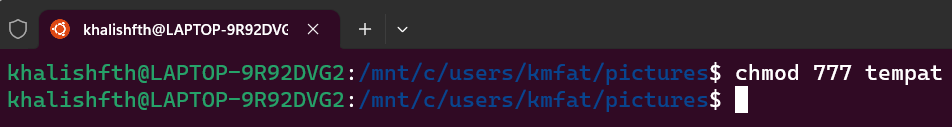 khalishfth@LAPTOP-9R92DVG
khalishfth@LAPTOP-9R92DVG2:/mnt/c/users/kmfat/pictures$ chmod 777 tempat
khalishfth@LAPTOP-9R92DVG2:/mnt/c/users/kmfat/pictures$